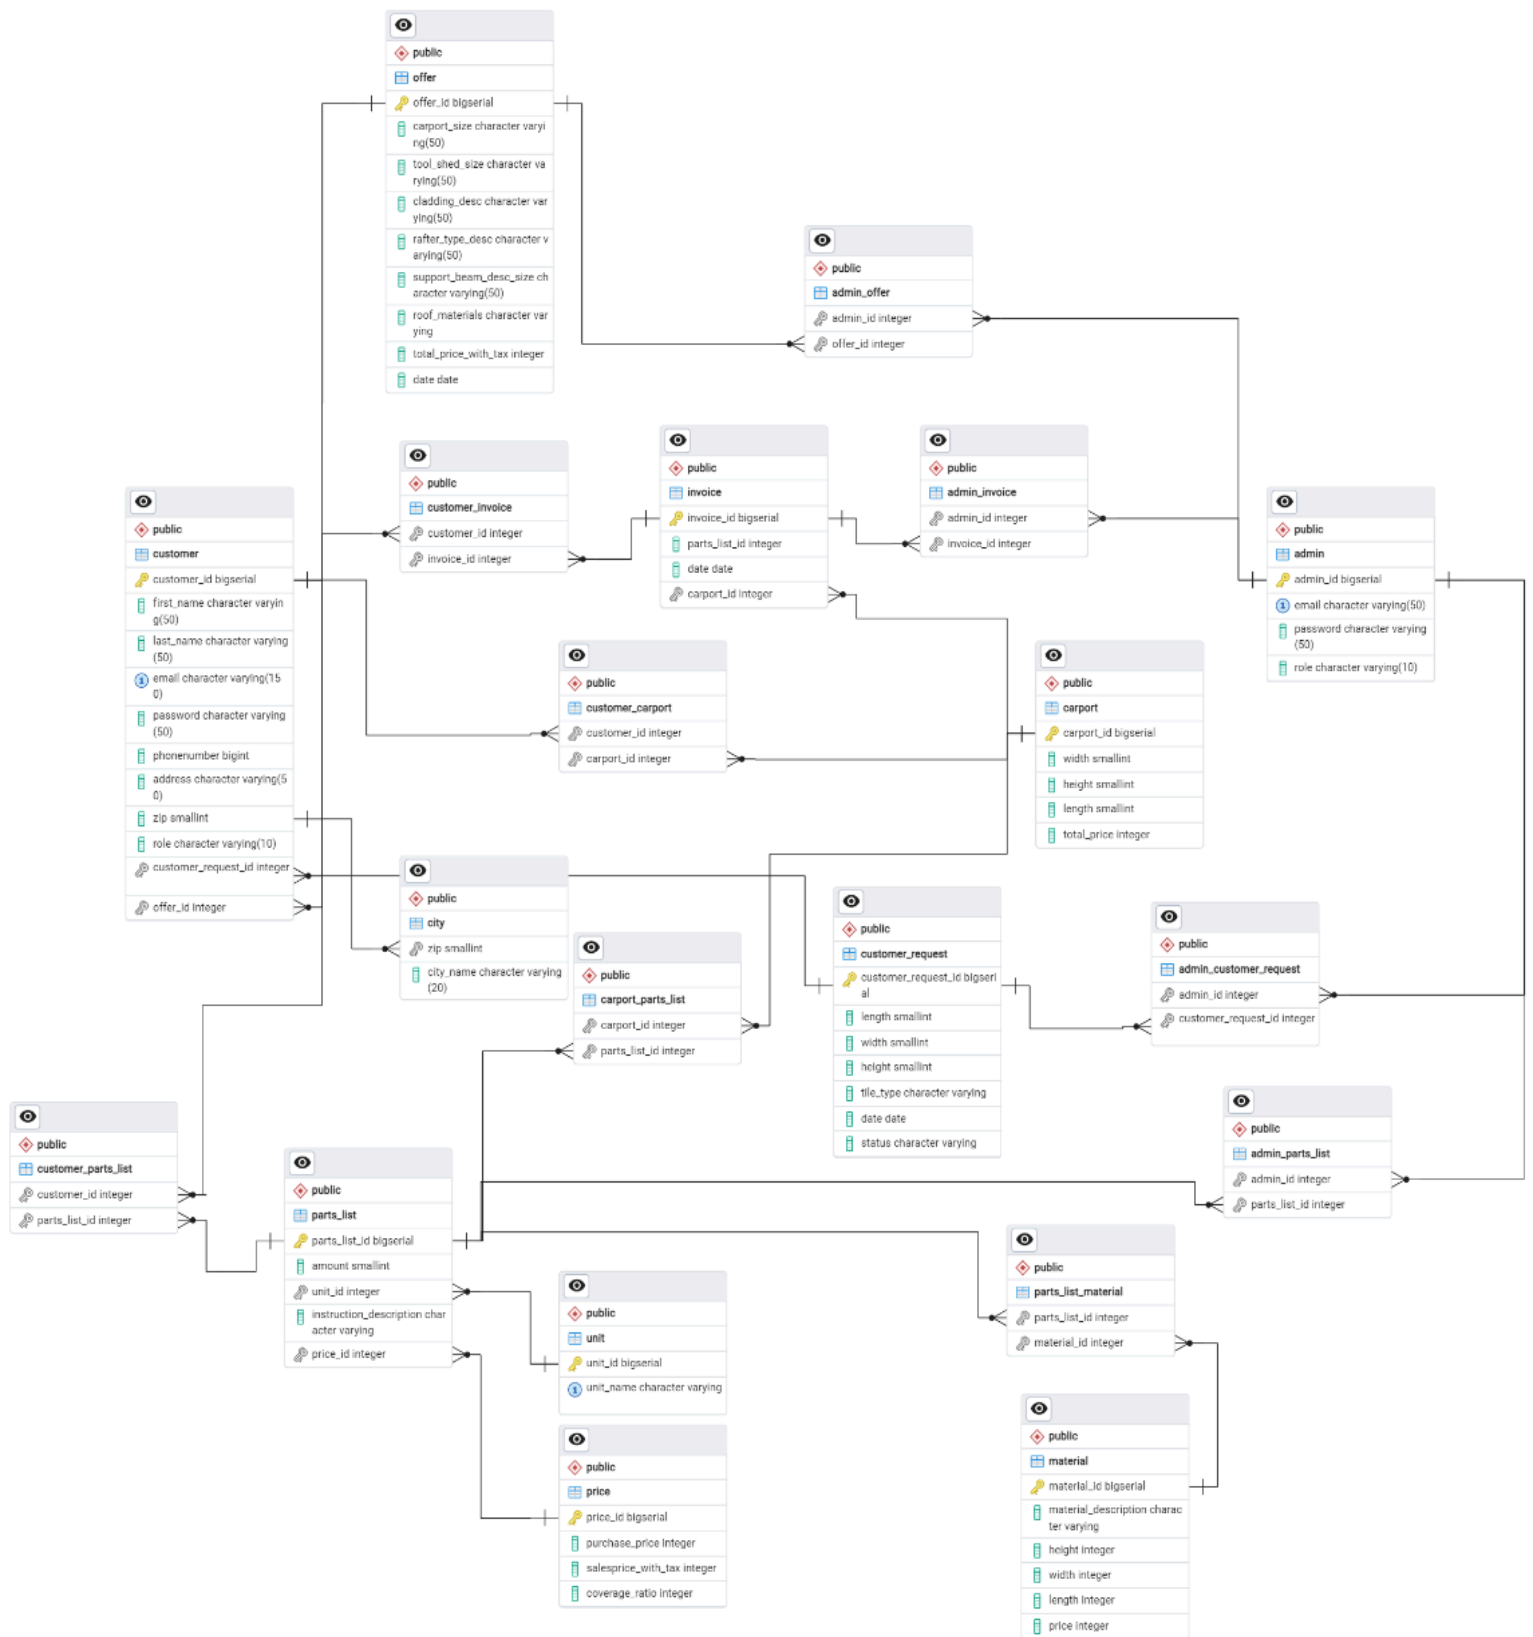 public
offer
offer_id bigserial
carport_size character varyi
ng(50)
tool_shed_size character va
rying(50)
cladding_desc character var
ying(50)
rafter_type_desc character v
arying(50)
support_beam_desc_size ch
aracter varying(50)
roof_materials character var
ying
total_price_with_tax integer
date date
public
admin_offer
admin_id integer
offer_id integer
public
customer_invoice
customer_id integer
invoice_id integer
public
invoice
invoice_id bigserial
parts_list_id integer
date date
carport_id integer
public
admin_invoice
admin_id integer
invoice_id integer
public
customer
customer_id bigserial
first_name character varyin
g(50)
last_name character varying
(50)
email character varying(15
0)
password character varying
(50)
phonenumber bigint
address character varying(5
0)
zip smallint
role character varying(10)
customer_request_id integer
offer_id integer
public
admin
admin_id bigserial
email character varying(50)
password character varying
(50)
role character varying(10)
public
customer_carport
customer_id integer
carport_id integer
public
carport
carport_id bigserial
width smallint
height smallint
length smallint
total_price integer
public
city
zip smallint
city_name character varying
(20)
public
carport_parts_list
carport_id integer
parts_list_id integer
public
customer_request
customer_request_id bigseri
al
length smallint
width smallint
height smallint
tile_type character varying
date date
status character varying
public
admin_customer_request
admin_id integer
customer_request_id integer
public
customer_parts_list
customer_id integer
parts_list_id integer
public
parts_list
parts_list_id bigserial
amount smallint
unit_id integer
instruction_description char
acter varying
price_id integer
public
admin_parts_list
admin_id integer
parts_list_id integer
public
unit
unit_id bigserial
unit_name character varying
public
parts_list_material
parts_list_id integer
material_id integer
public
price
price_id bigserial
purchase_price integer
salesprice_with_tax integer
coverage_ratio integer
public
material
material_id bigserial
material_description charac
ter varying
height integer
width integer
length integer
price integer